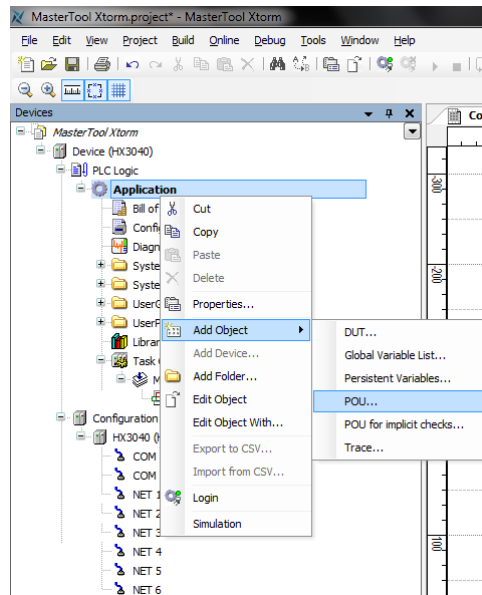 MasterTool Xtorm.project* - MasterTool Xtorm
File Edit View Project Build Online Debug Tools Window Help
Devices
Co
MasterTool Xtorm
Device (HX3040)
PLC Logic
Application
Bill of
Cut
Confi
Copy
Diagn
Paste
Syste
Syste
Delete
UserG
Properties...
UserF
Add Object
DUT...
Librar
Add Device...
Global Variable List...
Task
Add Folder...
Persistent Variables...
M
Edit Object
POU...
Configuration
Edit Object With...
POU for implicit checks...
HX3040 (
Export to CSV...
Trace...
COM
Import from CSV...
COM
NET 1
Login
NET 2
Simulation
NET 3
NET 4
NET 5
NET 6
-300
-200
100